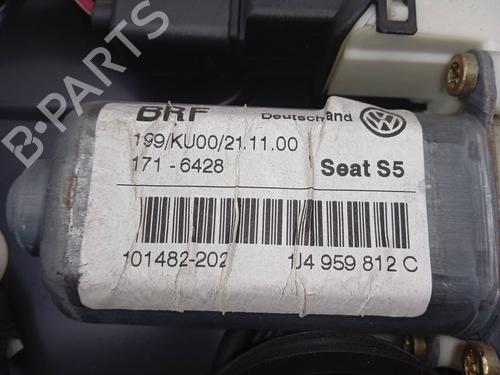 BRF Deutschland
199/KU00/21.11.00
171-6428 Seat S5
101482-202 1J4 959 812 C
B-PARTS